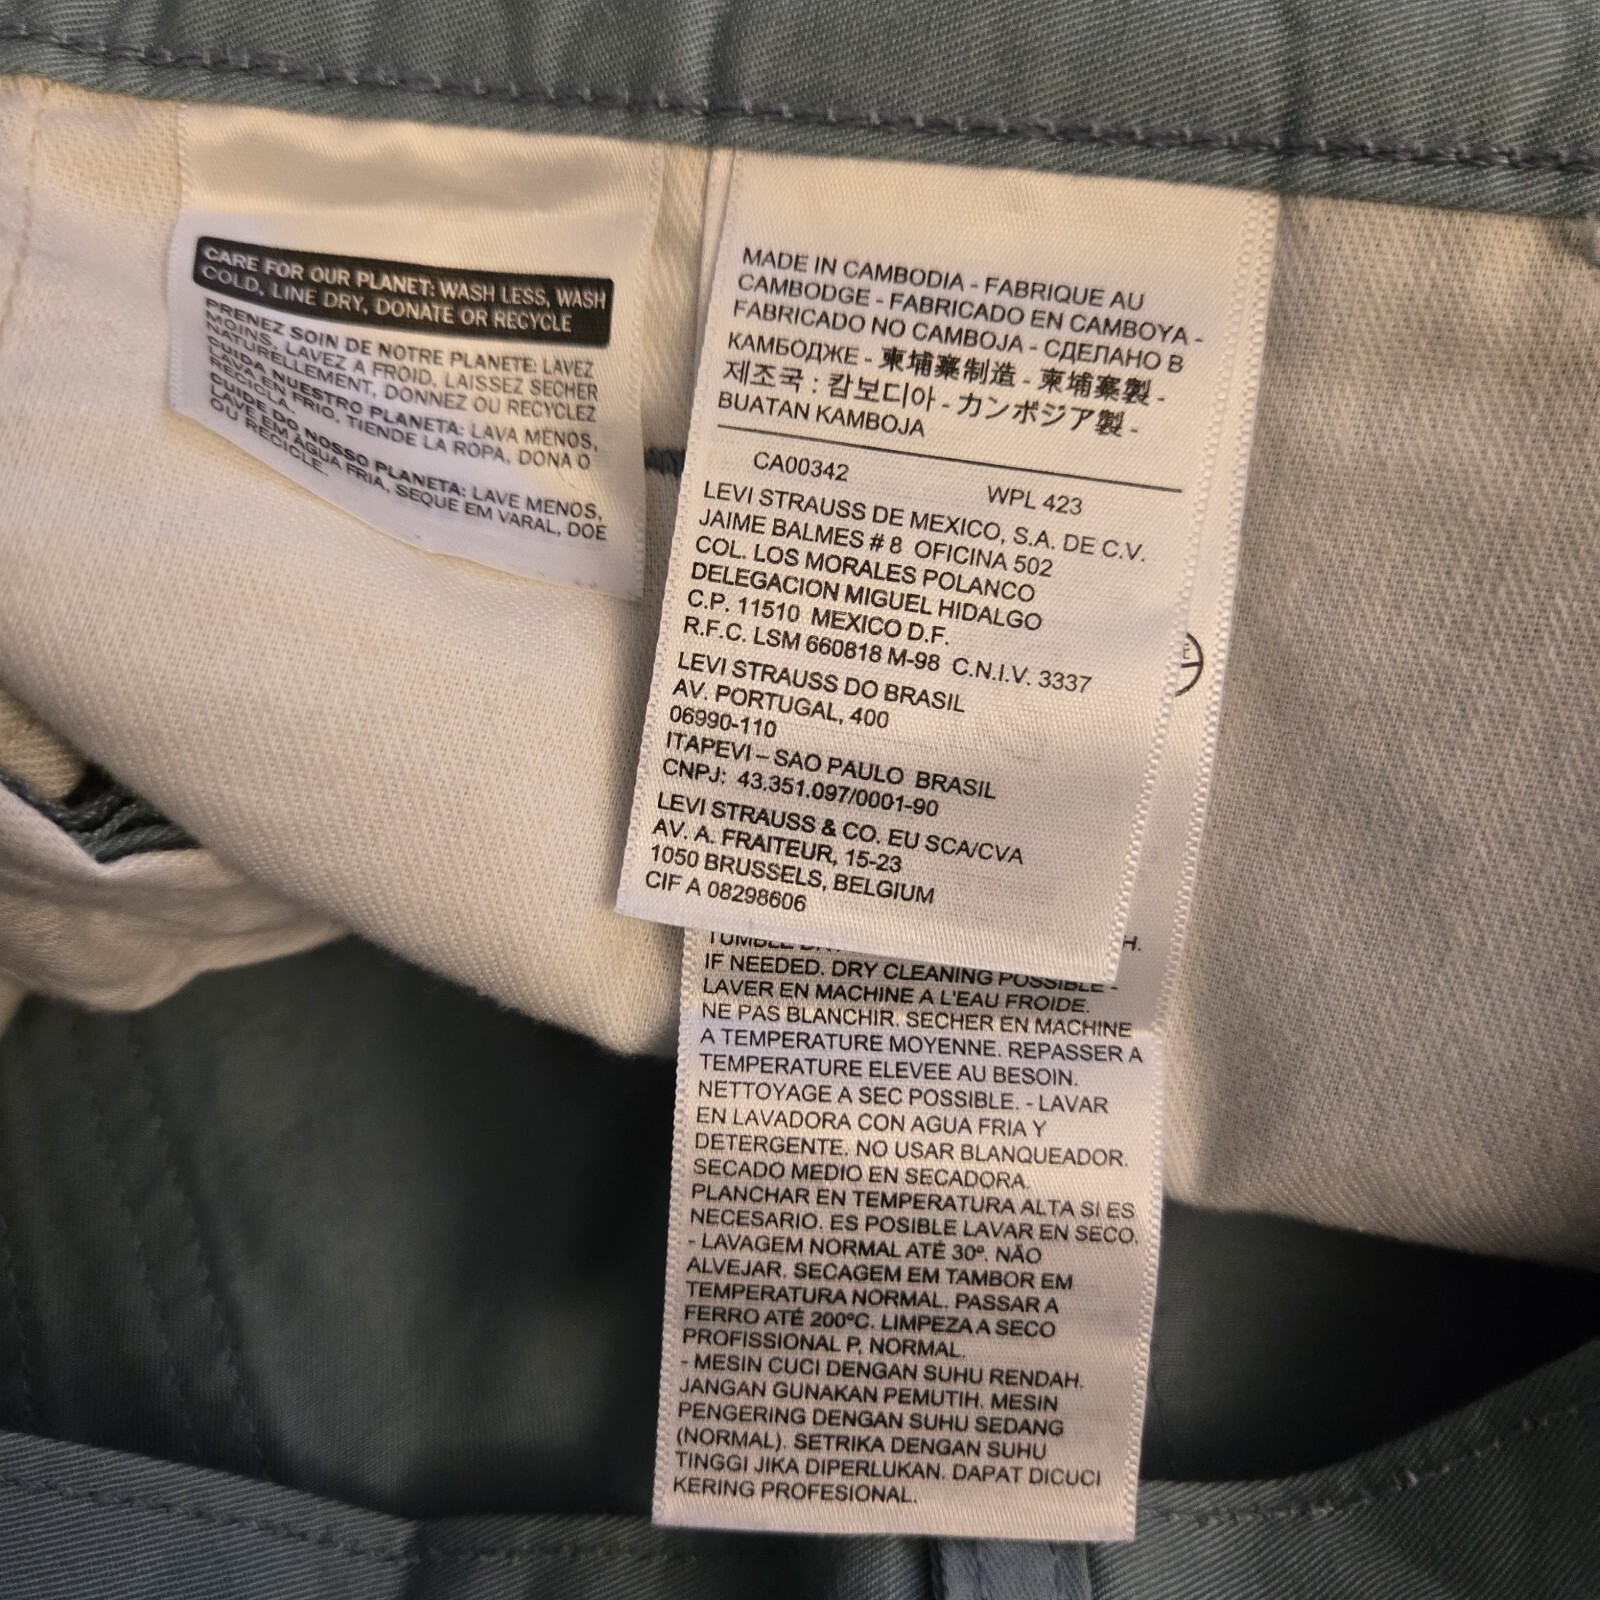 CARE FOR OUR PLANET: WASH LESS, WASH
COLD, LINE DRY, DONATE OR RECYCLE
PRENEZ SOIN DE NOTRE PLANETE: LAVEZ
MOINS, LAVEZ A FROID, LAISSEZ SECHER
NATURELLEMENT, DONNEZ OU RECYCLEZ
CUIDA NUESTRO PLANETA: LAVA MENOS,
RECICLA.
CUIDE DO NOSSO PLANETA: LAVE MENOS,
LAVE EM ÁGUA FRIA, SEQUE EM VARAL, DOE
OU RECICLE.
MADE IN CAMBODIA - FABRIQUE AU
CAMBODGE - FABRICADO EN CAMBOYA -
FABRICADO NO CAMBOJA - СДЕЛАНО В
КАМБОДЖЕ - 柬埔寨制造 - 柬埔寨製 -
제조국 : 캄보디아 - カンボジア製 -
BUATAN KAMBOJA
CA00342 WPL 423
LEVI STRAUSS DE MEXICO, S.A. DE C.V.
JAIME BALMES # 8 OFICINA 502
COL. LOS MORALES POLANCO
DELEGACION MIGUEL HIDALGO
C.P. 11510 MEXICO D.F.
R.F.C. LSM 660818 M-98 C.N.I.V. 3337
LEVI STRAUSS DO BRASIL
AV. PORTUGAL, 400
06990-110
ITAPEVI – SAO PAULO BRASIL
CNPJ: 43.351.097/0001-90
LEVI STRAUSS & CO. EU SCA/CVA
AV. A. FRAITEUR, 15-23
1050 BRUSSELS, BELGIUM
CIF A 08298606
TUMBLE
IF NEEDED. DRY CLEANING POSSIBLE -
LAVER EN MACHINE A L'EAU FROIDE.
NE PAS BLANCHIR. SECHER EN MACHINE
A TEMPERATURE MOYENNE. REPASSER A
TEMPERATURE ELEVEE AU BESOIN.
NETTOYAGE A SEC POSSIBLE. - LAVAR
EN LAVADORA CON AGUA FRIA Y
DETERGENTE. NO USAR BLANQUEADOR.
SECADO MEDIO EN SECADORA.
PLANCHAR EN TEMPERATURA ALTA SI ES
NECESARIO. ES POSIBLE LAVAR EN SECO.
- LAVAGEM NORMAL ATÉ 30º. NÃO
ALVEJAR. SECAGEM EM TAMBOR EM
TEMPERATURA NORMAL. PASSAR A
FERRO ATÉ 200ºC. LIMPEZA A SECO
PROFISSIONAL P, NORMAL.
- MESIN CUCI DENGAN SUHU RENDAH.
JANGAN GUNAKAN PEMUTIH. MESIN
PENGERING DENGAN SUHU SEDANG
(NORMAL). SETRIKA DENGAN SUHU
TINGGI JIKA DIPERLUKAN. DAPAT DICUCI
KERING PROFESIONAL.